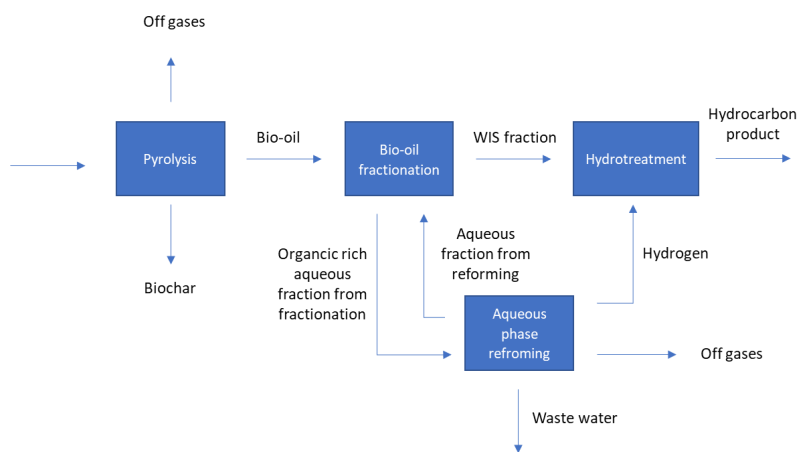 Off gases
Pyrolysis
Bio-oil
Bio-oil
fractionation
WIS fraction
Hydrotreatment
Hydrocarbon
product
Biochar
Organcic rich
aqueous
fraction from
fractionation
Aqueous
fraction from
reforming
Hydrogen
Aqueous
phase
refroming
Off gases
Waste water